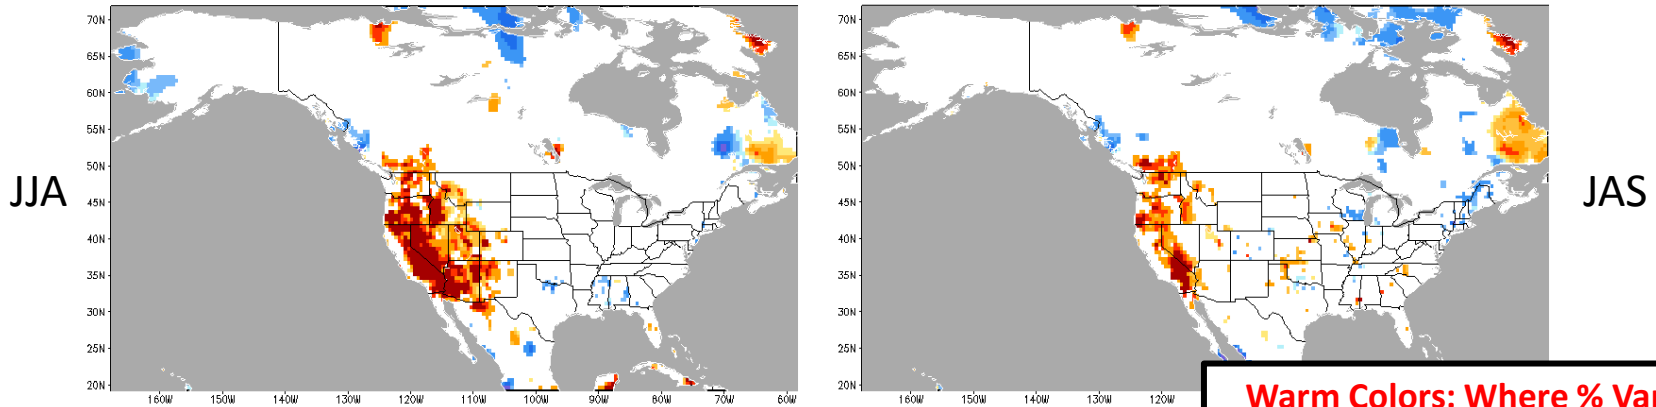 JJA
70N
65N
60N
55N
50N
45N
40N
35N
30N
25N
20N
160W 150W 140W 130W 120W 110W 100W 90W 80W 70W 60W
70N
65N
60N
55N
50N
45N
40N
35N
30N
25N
20N
160W 150W 140W 130W 120W
JAS
Warm Colors: Where % Var